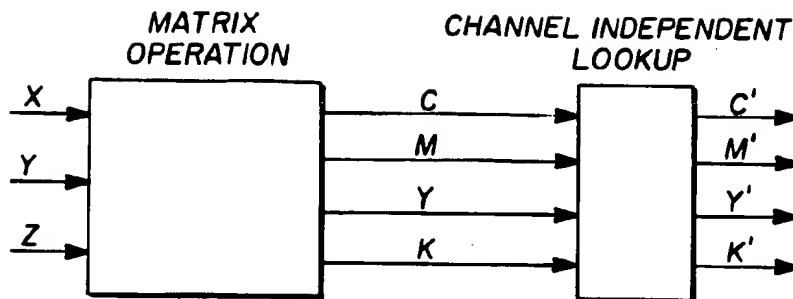 MATRIX
OPERATION
CHANNEL INDEPENDENT
LOOKUP
X
Y
Z
C
M
Y
K
C'
M'
Y'
K'